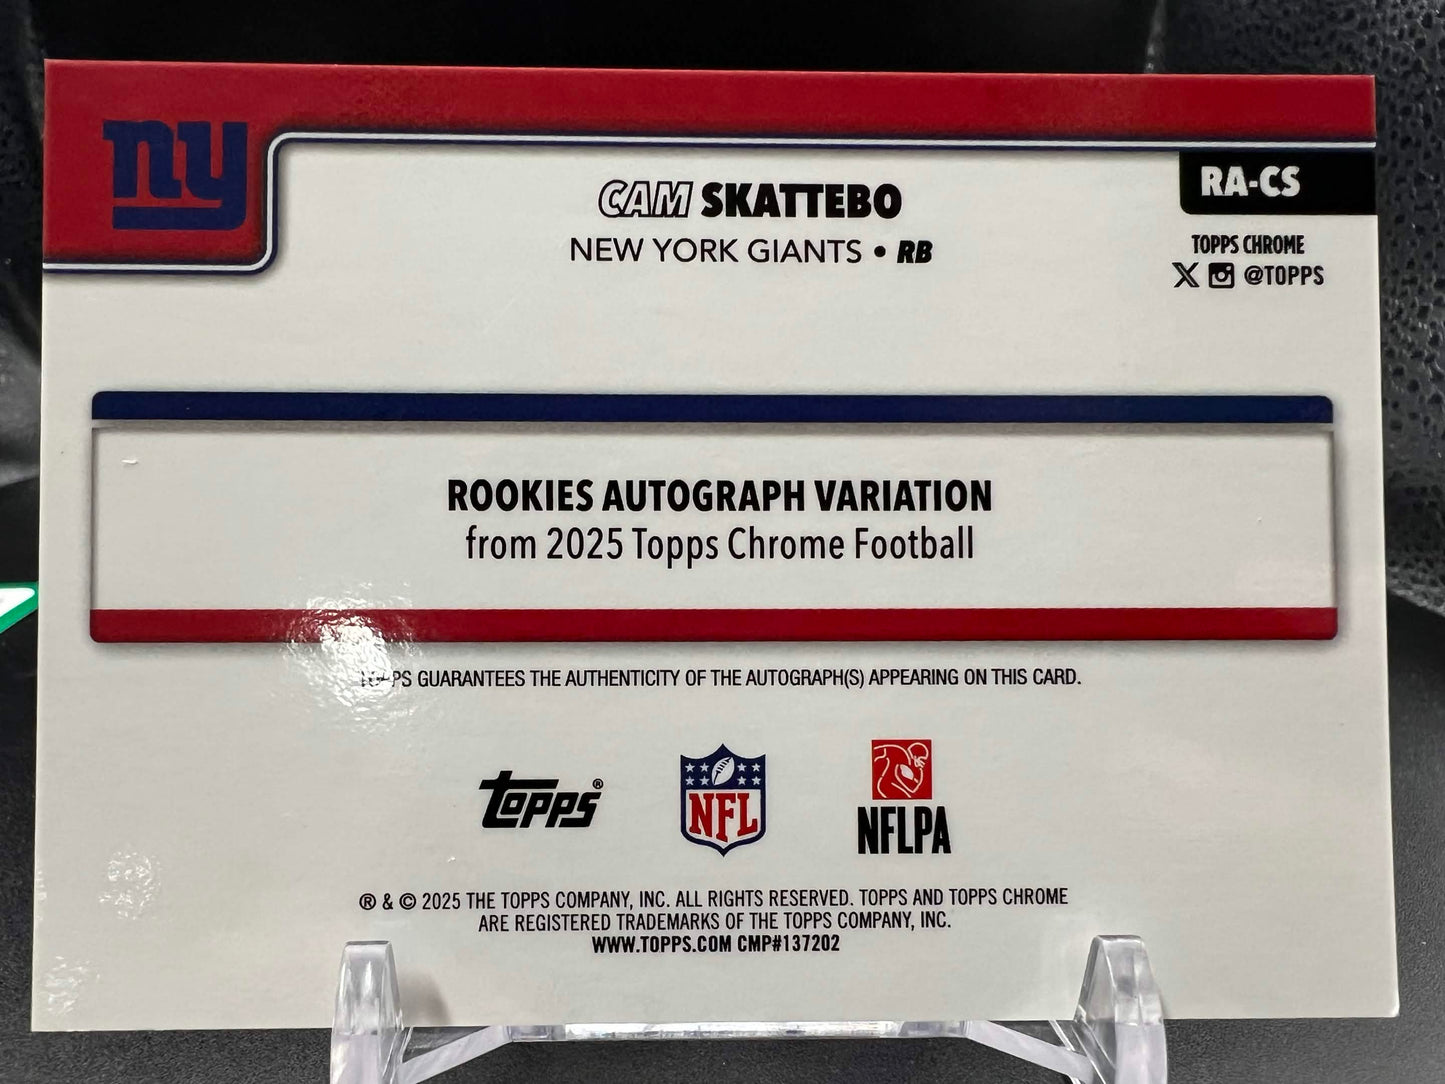 ny
RA-CS
CAM SKATTEBO
NEW YORK GIANTS • RB
TOPPS CHROME
X @TOPPS
ROOKIES AUTOGRAPH VARIATION
from 2025 Topps Chrome Football
TOPPS GUARANTEES THE AUTHENTICITY OF THE AUTOGRAPH(S) APPEARING ON THIS CARD.
topps®
NFL
NFLPA
® & © 2025 THE TOPPS COMPANY, INC. ALL RIGHTS RESERVED. TOPPS AND TOPPS CHROME
ARE REGISTERED TRADEMARKS OF THE TOPPS COMPANY, INC.
WWW.TOPPS.COM CMP#137202